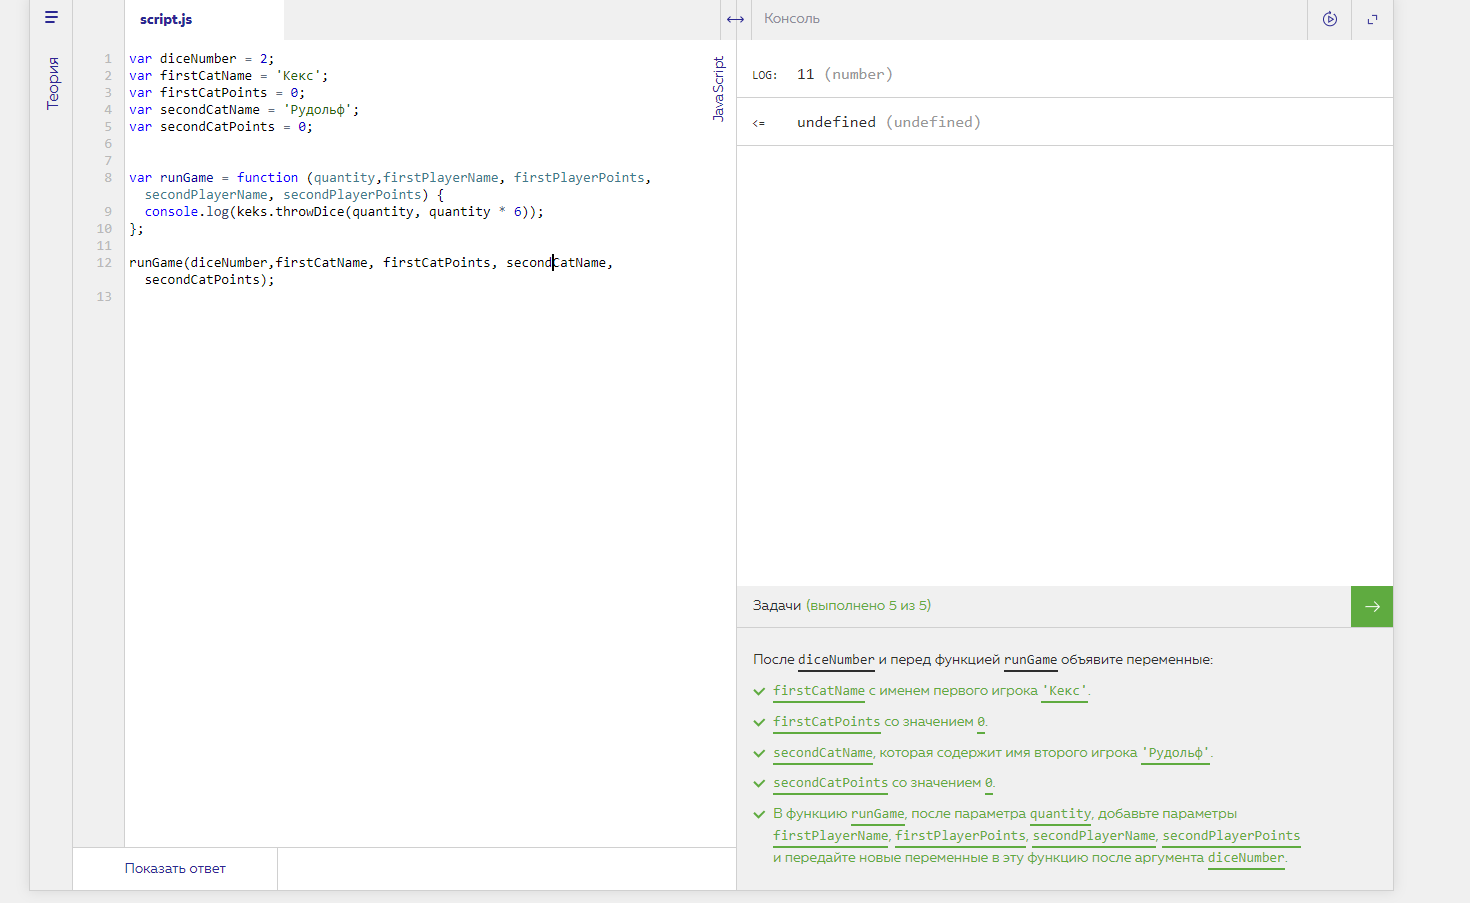 script.js
Консоль
Теория
JavaScript
1 var diceNumber = 2;
2 var firstCatName = 'Кекс';
3 var firstCatPoints = 0;
4 var secondCatName = 'Рудольф';
5 var secondCatPoints = 0;
6
7
8 var runGame = function (quantity,firstPlayerName, firstPlayerPoints,
secondPlayerName, secondPlayerPoints) {
9 console.log(keks.throwDice(quantity, quantity * 6));
10 };
11
12 runGame(diceNumber,firstCatName, firstCatPoints, secondCatName,
secondCatPoints);
13
Показать ответ
LOG: 11 (number)
<= undefined (undefined)
Задачи (выполнено 5 из 5)
После diceNumber и перед функцией runGame объявите переменные:
firstCatName с именем первого игрока 'Кекс'.
firstCatPoints со значением 0.
secondCatName, которая содержит имя второго игрока 'Рудольф'.
secondCatPoints со значением 0.
В функцию runGame, после параметра quantity, добавьте параметры
firstPlayerName, firstPlayerPoints, secondPlayerName, secondPlayerPoints
и передайте новые переменные в эту функцию после аргумента diceNumber.